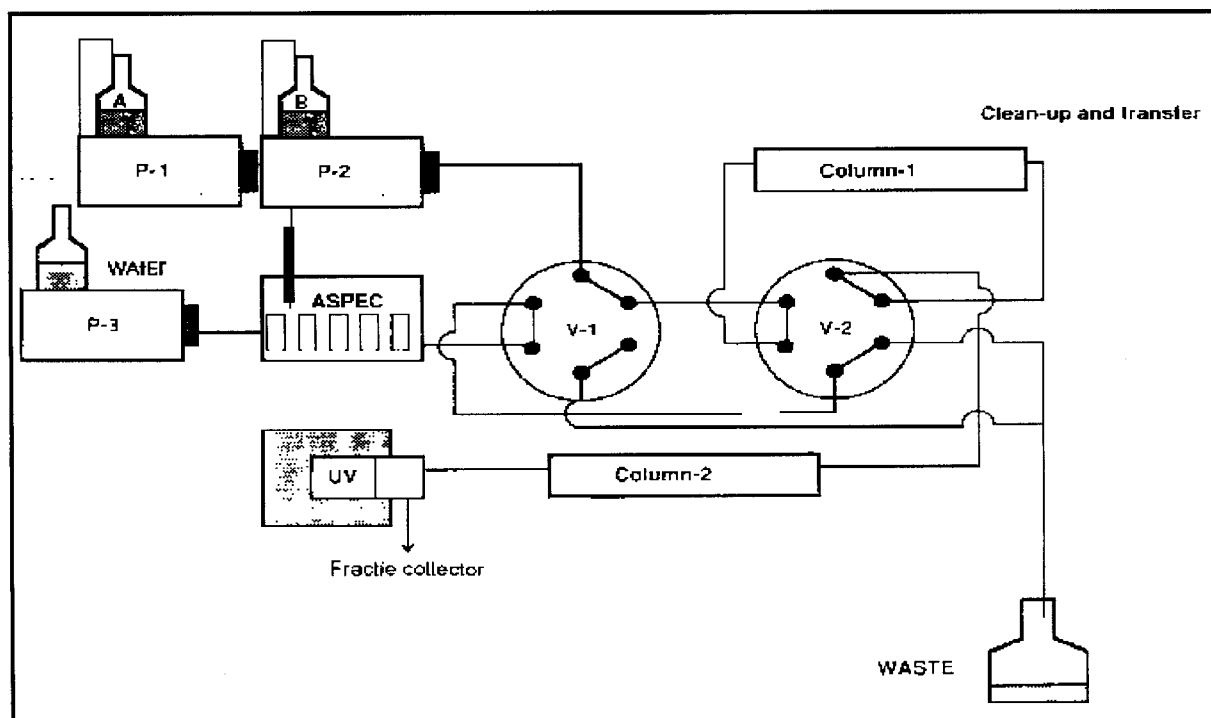 A
B
Clean-up and transfer
P-1
P-2
Column-1
WAtER
ASPEC
P-3
V-1
V-2
UV
Column-2
Fractie collector
WASTE